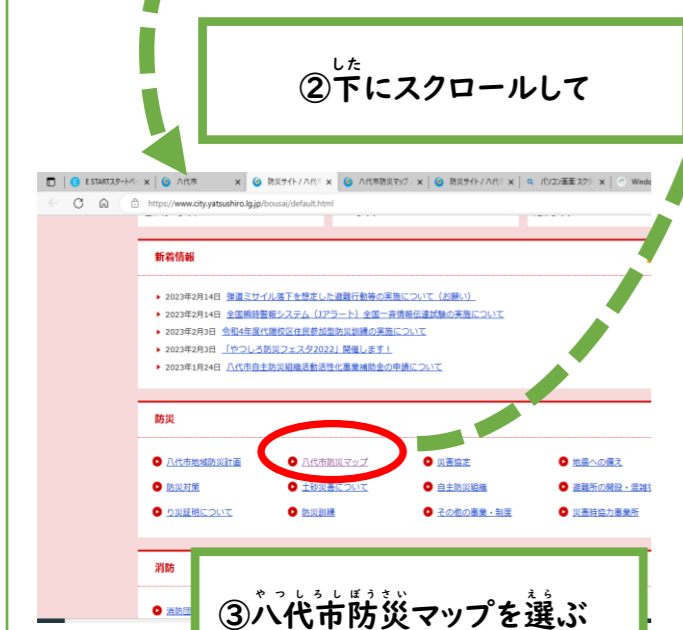 した
②下にスクロールして
E STARTスタートペー
八代市
防災サイト / 八代市
八代市防災マップ /
防災サイト / 八代市
パソコン画面 スクリ
Windo
https://www.city.yatsushiro.lg.jp/bousai/default.html
新着情報
2023年2月14日 弾道ミサイル落下を想定した避難行動等の実施について（お願い）
2023年2月14日 全国瞬時警報システム（Jアラート）全国一斉情報伝達試験の実施について
2023年2月3日 令和4年度代陽校区住民参加型防災訓練の実施について
2023年2月3日 「やつしろ防災フェスタ2022」開催します！
2023年1月24日 八代市自主防災組織活動活性化事業補助金の申請について
防災
八代市地域防災計画 八代市防災マップ 災害協定 地震への備え
防災対策 土砂災害について 自主防災組織 避難所の開設・混雑
り災証明について 防災訓練 その他の事業・制度 災害時協力事業所
消防
消防団
やつしろしぼうさい えら
③八代市防災マップを選ぶ